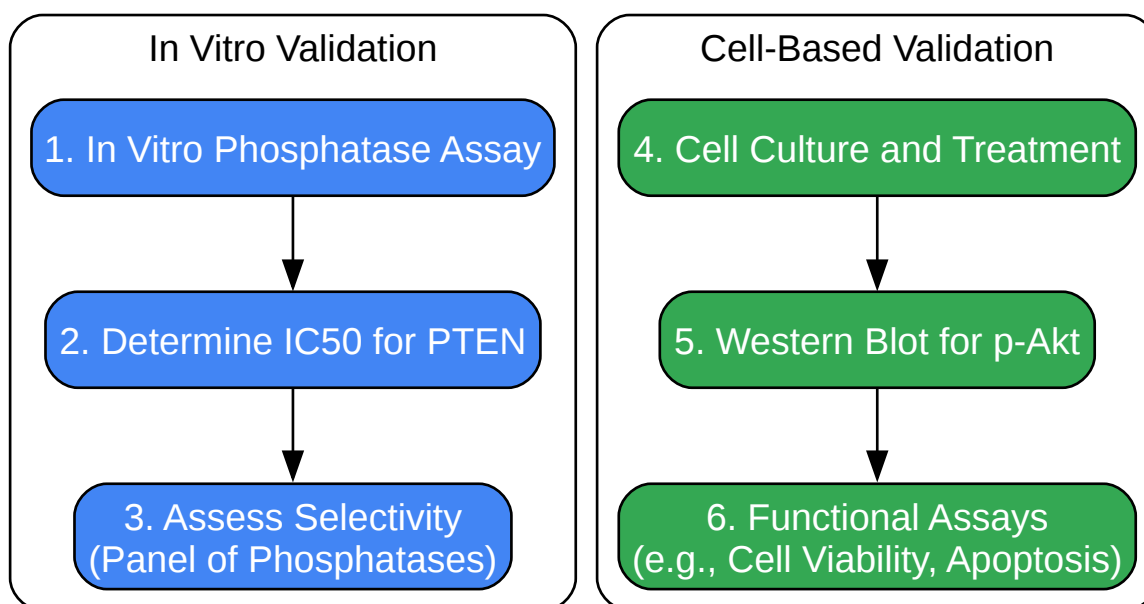 In Vitro Validation
1. In Vitro Phosphatase Assay
2. Determine IC50 for PTEN
3. Assess Selectivity
(Panel of Phosphatases)
Cell-Based Validation
4. Cell Culture and Treatment
5. Western Blot for p-Akt
6. Functional Assays
(e.g., Cell Viability, Apoptosis)